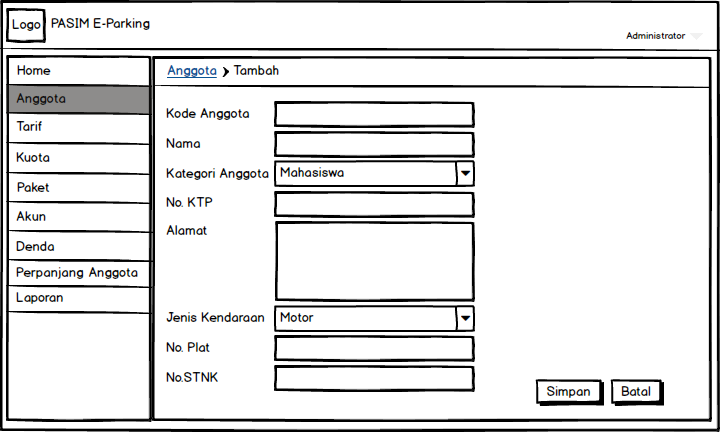 Logo PASIM E-Parking
Administrator
Home
Anggota
Tarif
Kuota
Paket
Akun
Denda
Perpanjang Anggota
Laporan
Anggota > Tambah
Kode Anggota
Nama
Kategori Anggota Mahasiswa
No. KTP
Alamat
Jenis Kendaraan Motor
No. Plat
No.STNK
Simpan Batal